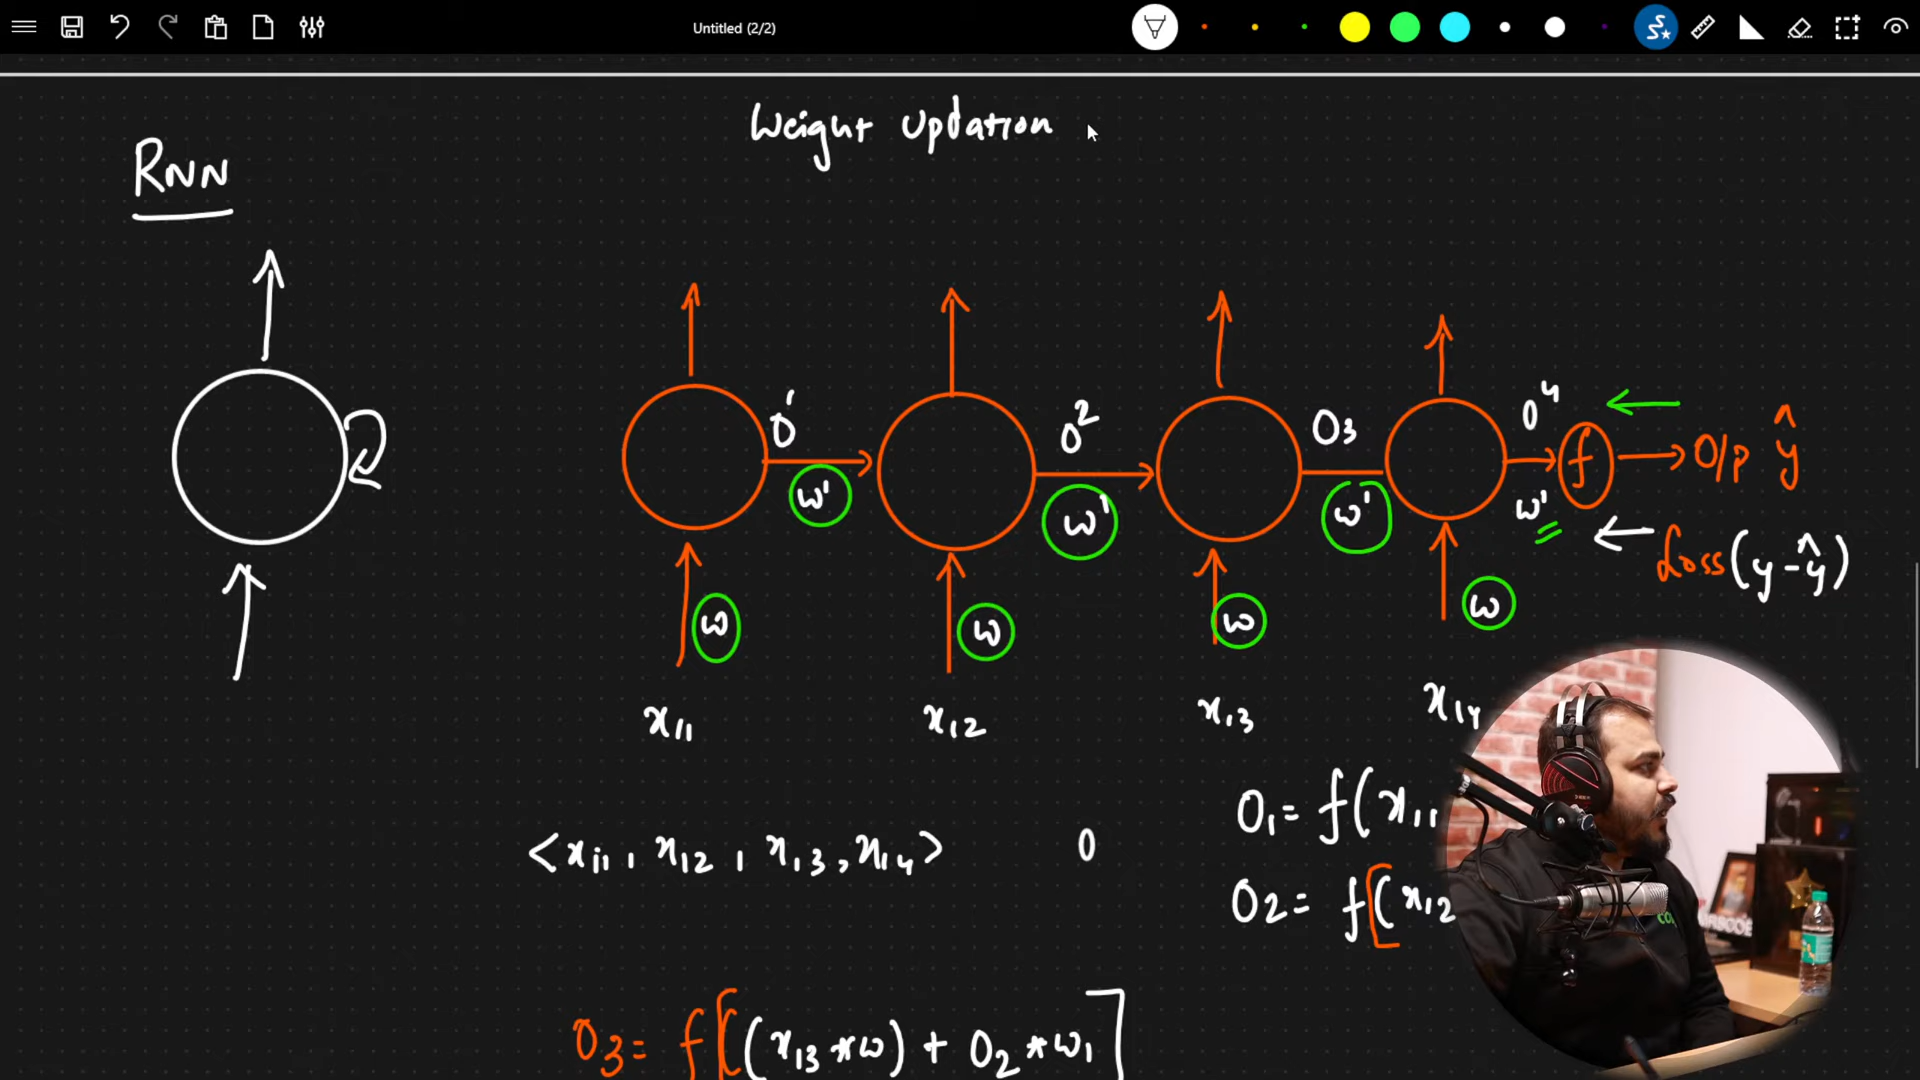 Untitled (2/2)
Weight Updation
RNN
O' O² O3 O⁴
f O/p ŷ
w' w' w' w'
Loss(y-ŷ)
w w w w
x11 x12 x13 x14
<x11, x12, x13, x14> 0
O1= f(x11
O2= f[(x12
O3= f[((x13*w) + O2*w1]